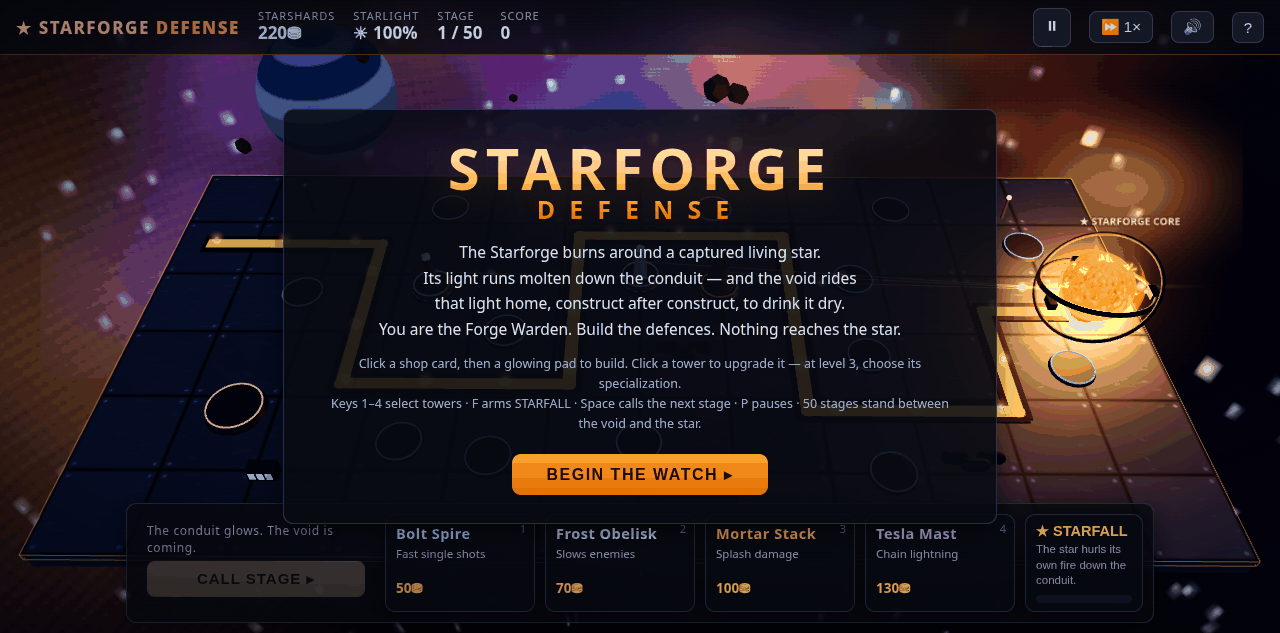 ★ STARFORGE DEFENSE
STARSHARDS
220
STARLIGHT
☀ 100%
STAGE
1 / 50
SCORE
0
⏸
⏩ 1×
🔊
?
★ STARFORGE CORE
STARFORGE
DEFENSE
The Starforge burns around a captured living star.
Its light runs molten down the conduit — and the void rides
that light home, construct after construct, to drink it dry.
You are the Forge Warden. Build the defences. Nothing reaches the star.
Click a shop card, then a glowing pad to build. Click a tower to upgrade it — at level 3, choose its
specialization.
Keys 1–4 select towers · F arms STARFALL · Space calls the next stage · P pauses · 50 stages stand between
the void and the star.
BEGIN THE WATCH ▸
The conduit glows. The void is
coming.
CALL STAGE ▸
Bolt Spire
1
Fast single shots
50
Frost Obelisk
2
Slows enemies
70
Mortar Stack
3
Splash damage
100
Tesla Mast
4
Chain lightning
130
★ STARFALL
The star hurls its
own fire down the
conduit.